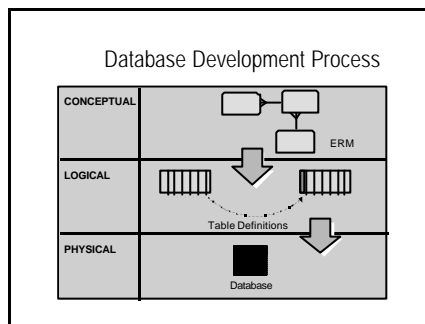 Database Development Process
CONCEPTUAL
ERM
LOGICAL
Table Definitions
PHYSICAL
Database